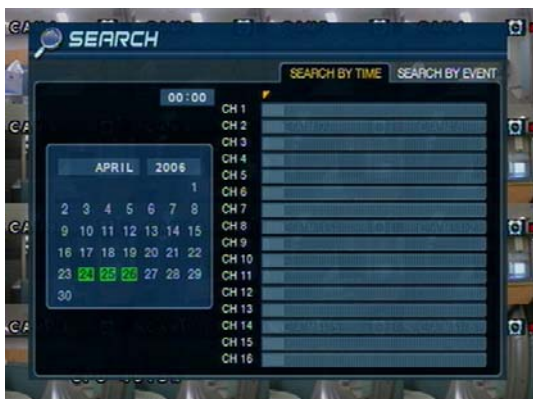 SEARCH
SEARCH BY TIME SEARCH BY EVENT
00:00
CH 1
CH 2
CH 3
CH 4
CH 5
CH 6
CH 7
CH 8
CH 9
CH 10
CH 11
CH 12
CH 13
CH 14
CH 15
CH 16
APRIL 2006
1
2 3 4 5 6 7 8
9 10 11 12 13 14 15
16 17 18 19 20 21 22
23 24 25 26 27 28 29
30